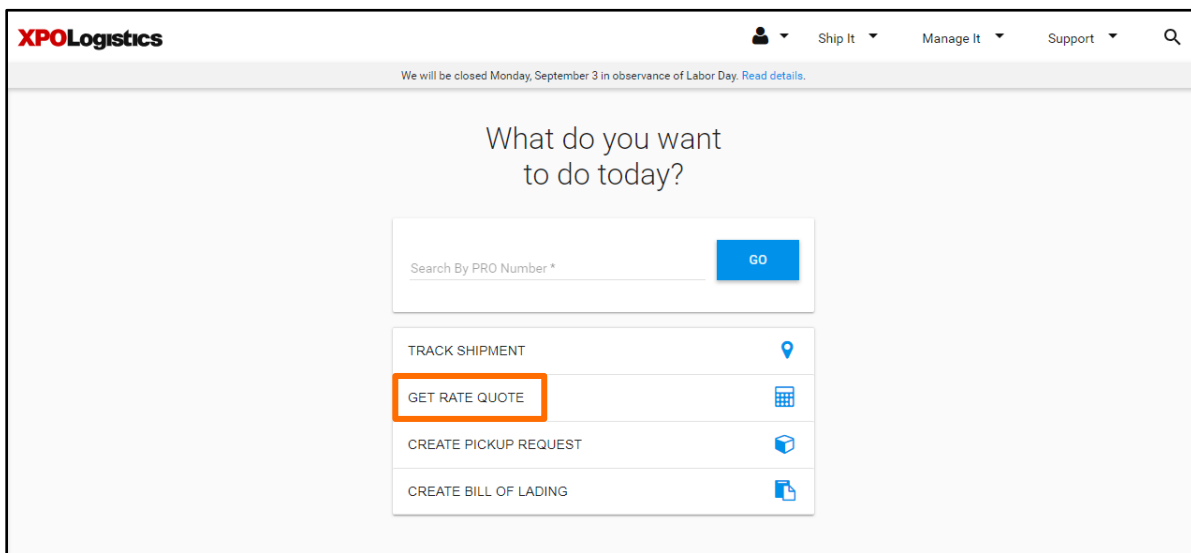 XPOLogistics
Ship It
Manage It
Support
We will be closed Monday, September 3 in observance of Labor Day. Read details.
What do you want
to do today?
Search By PRO Number *
GO
TRACK SHIPMENT
GET RATE QUOTE
CREATE PICKUP REQUEST
CREATE BILL OF LADING